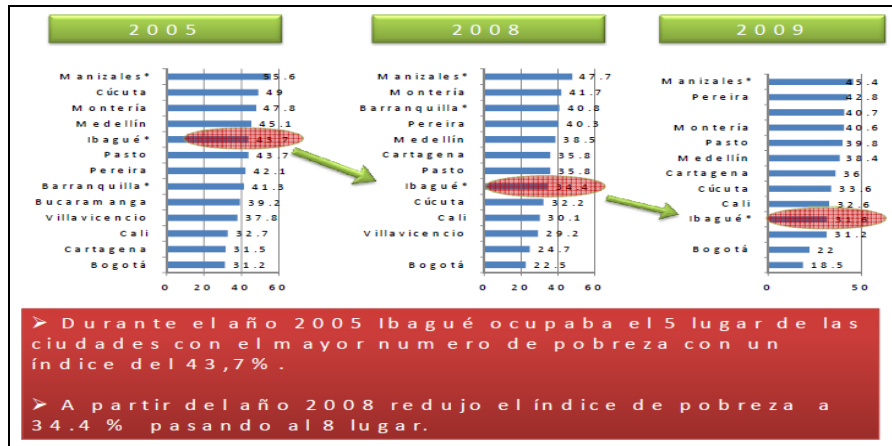 2005
2008
2009
Manizales* 55.6
Cúcuta 49
Montería 47.8
Medellín 45.1
Ibagué* 43.7
Pasto 43.7
Pereira 42.1
Barranquilla* 41.3
Bucaramanga 39.2
Villavicencio 37.8
Cali 32.7
Cartagena 31.5
Bogotá 31.2
0 20 40 60
Manizales* 47.7
Montería 41.7
Barranquilla* 40.8
Pereira 40.3
Medellín 38.5
Cartagena 35.8
Pasto 35.8
Ibagué* 34.4
Cúcuta 32.2
Cali 30.1
Villavicencio 29.2
24.7
Bogotá 22.5
0 20 40 60
Manizales* 45.4
Pereira 42.8
40.7
Montería 40.6
Pasto 39.8
Medellín 38.4
Cartagena 36
Cúcuta 33.6
Cali 32.6
Ibagué* 31.6
31.2
Bogotá 22
18.5
0 50
➢ Durante el año 2005 Ibagué ocupaba el 5 lugar de las
ciudades con el mayor numero de pobreza con un
índice del 43,7%.
➢ A partir del año 2008 redujo el índice de pobreza a
34.4 % pasando al 8 lugar.